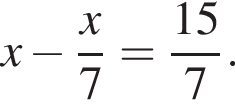 x − x/7 = 15/7.